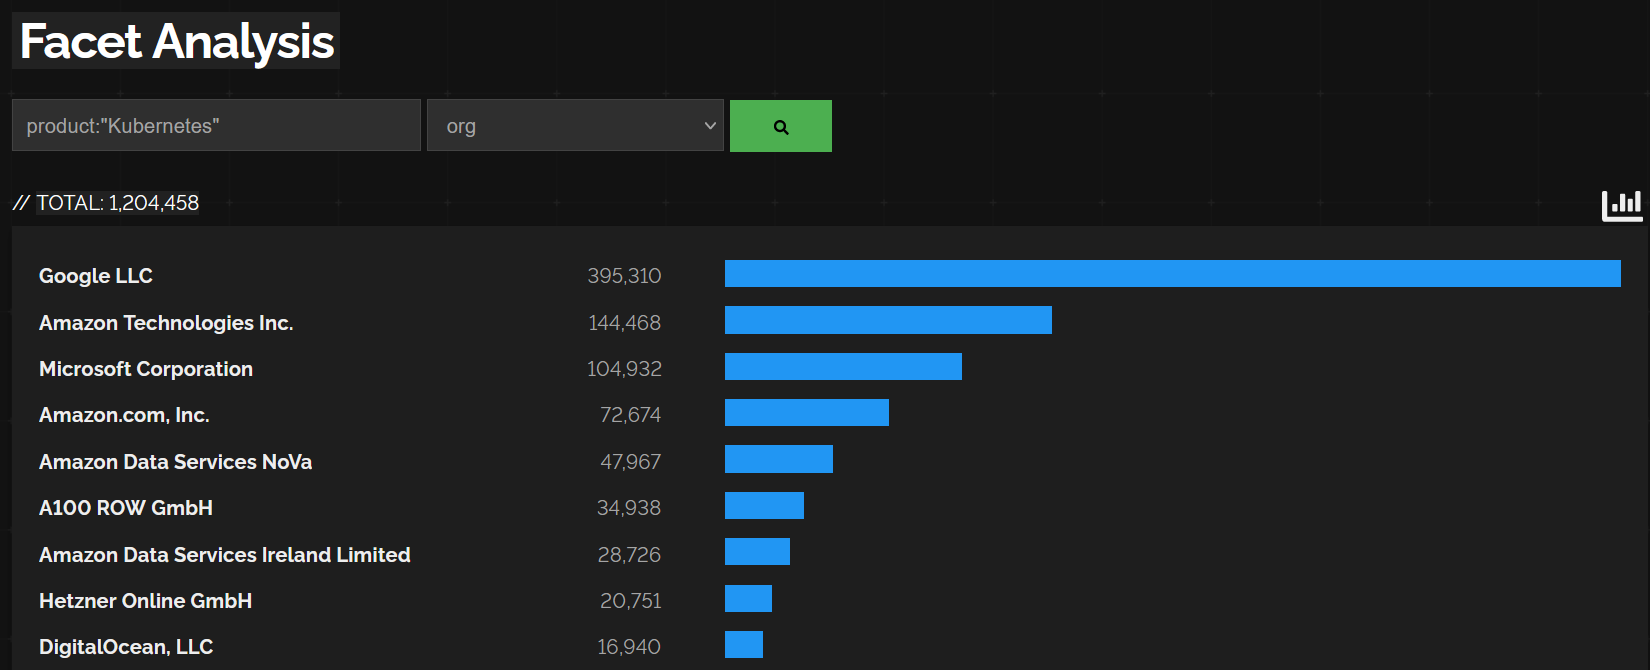 Facet Analysis
product:"Kubernetes" org
// TOTAL: 1,204,458
Google LLC 395,310
Amazon Technologies Inc. 144,468
Microsoft Corporation 104,932
Amazon.com, Inc. 72,674
Amazon Data Services NoVa 47,967
A100 ROW GmbH 34,938
Amazon Data Services Ireland Limited 28,726
Hetzner Online GmbH 20,751
DigitalOcean, LLC 16,940